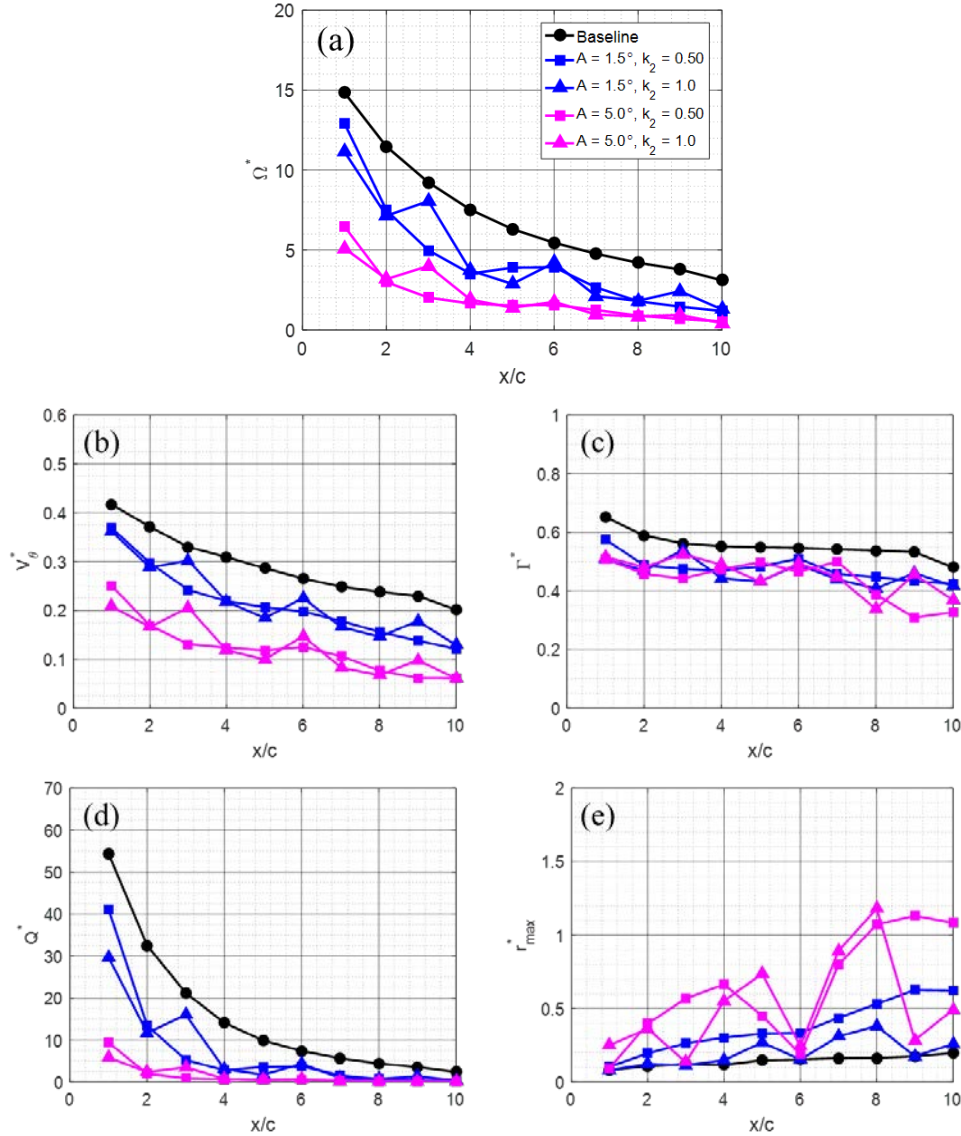 (a)
20
15
10
5
0
Ω*
0 2 4 6 8 10
x/c
Baseline
A = 1.5°, k2 = 0.50
A = 1.5°, k2 = 1.0
A = 5.0°, k2 = 0.50
A = 5.0°, k2 = 1.0
(b)
0.6
0.5
0.4
0.3
0.2
0.1
0
V*θ
0 2 4 6 8 10
x/c
(c)
1
0.8
0.6
0.4
0.2
0
Γ*
0 2 4 6 8 10
x/c
(d)
70
60
50
40
30
20
10
0
Q*
0 2 4 6 8 10
x/c
(e)
2
1.5
1
0.5
0
r*max
0 2 4 6 8 10
x/c